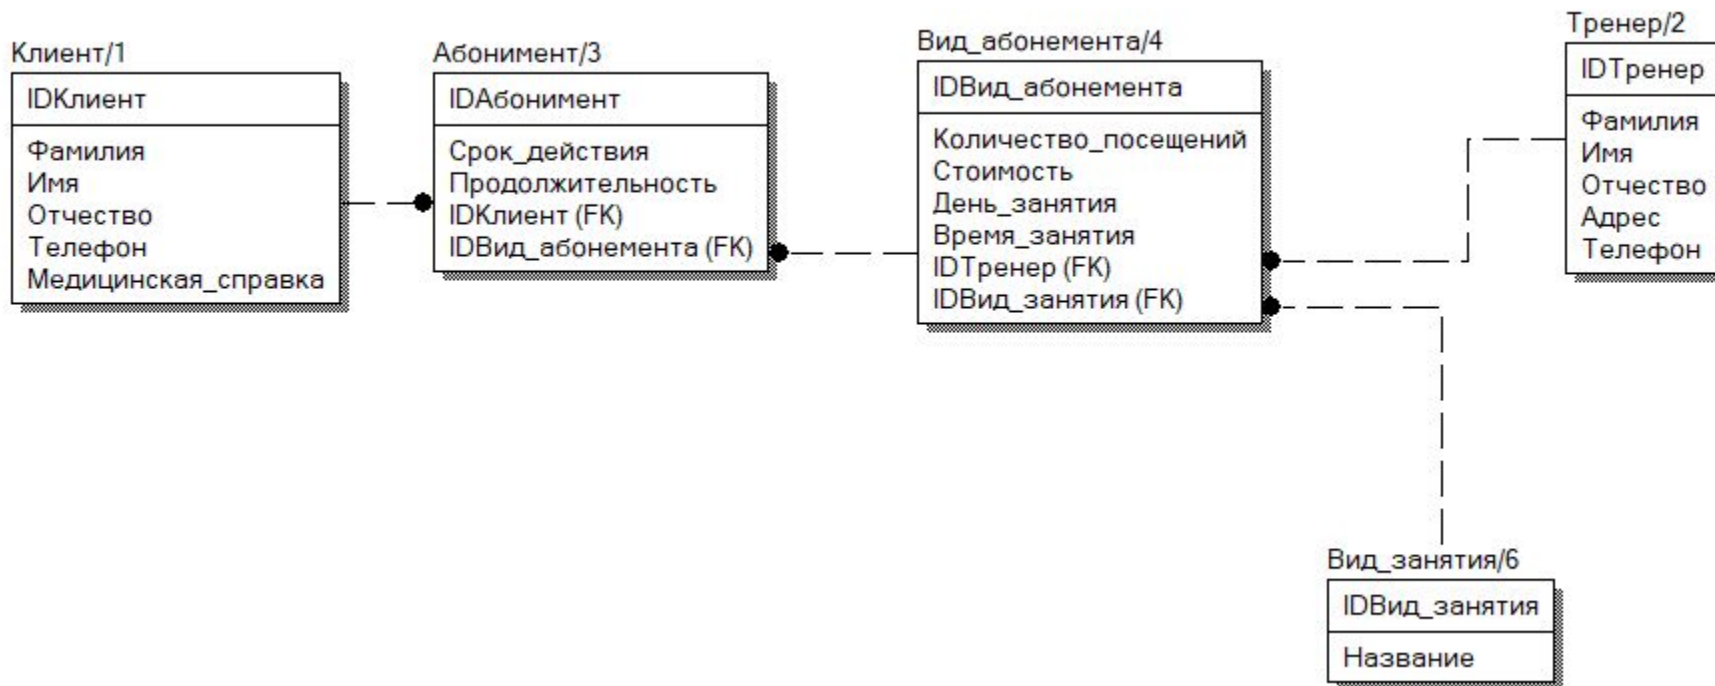 Клиент/1
IDКлиент
Фамилия
Имя
Отчество
Телефон
Медицинская_справка
Абонимент/3
IDАбонимент
Срок_действия
Продолжительность
IDКлиент (FK)
IDВид_абонемента (FK)
Вид_абонемента/4
IDВид_абонемента
Количество_посещений
Стоимость
День_занятия
Время_занятия
IDТренер (FK)
IDВид_занятия (FK)
Тренер/2
IDТренер
Фамилия
Имя
Отчество
Адрес
Телефон
Вид_занятия/6
IDВид_занятия
Название